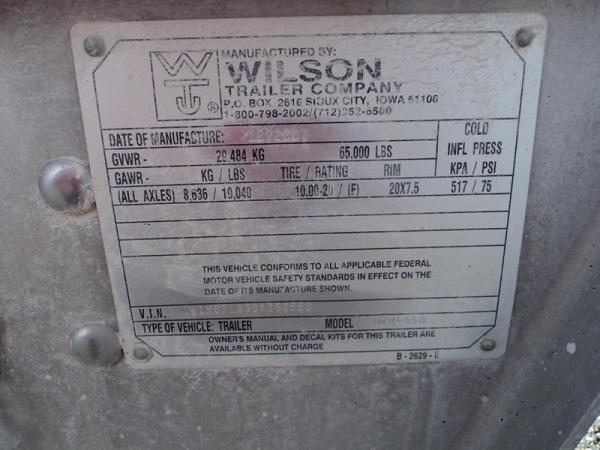 WT ®
MANUFACTURED BY:
WILSON
TRAILER COMPANY
P.O. BOX 2616 SIOUX CITY, IOWA 51106
1-800-798-2002/(712)252-6500
DATE OF MANUFACTURE:
COLD
GVWR - 29,484 KG 65,000 LBS INFL PRESS
GAWR - KG / LBS TIRE / RATING RIM KPA / PSI
(ALL AXLES) 8,636 / 19,040 10.00-20 / (F) 20X7.5 517 / 75
THIS VEHICLE CONFORMS TO ALL APPLICABLE FEDERAL
MOTOR VEHICLE SAFETY STANDARDS IN EFFECT ON THE
DATE OF ITS MANUFACTURE SHOWN.
V.I.N.
TYPE OF VEHICLE: TRAILER MODEL
OWNER'S MANUAL AND DECAL KITS FOR THIS TRAILER ARE
AVAILABLE WITHOUT CHARGE
B - 2629 - E